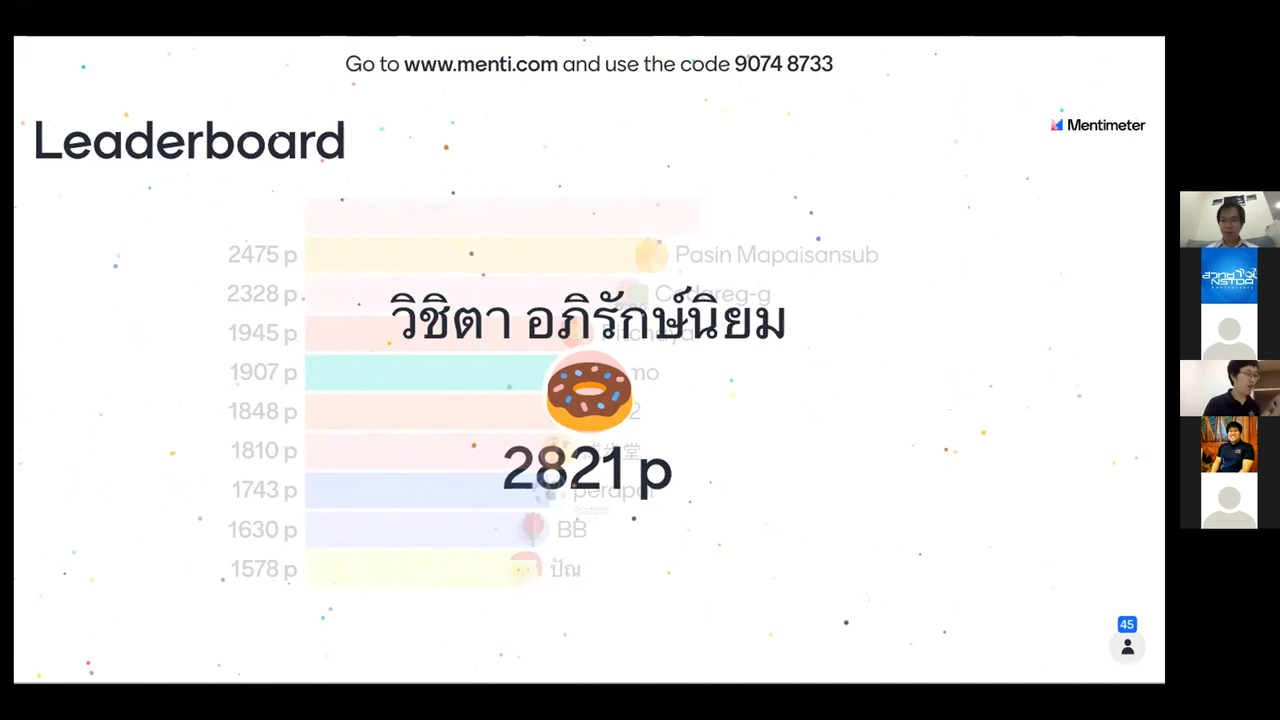 Go to www.menti.com and use the code 9074 8733
Leaderboard
Mentimeter
2475 p Pasin Mapaisansub
2328 p Codareg-g
วิชิตา อภิรักษ์นิยม
1945 p
1907 p
1848 p
1810 p
2821 p
1743 p
1630 p BB
1578 p ปัณ
45
NSTDA